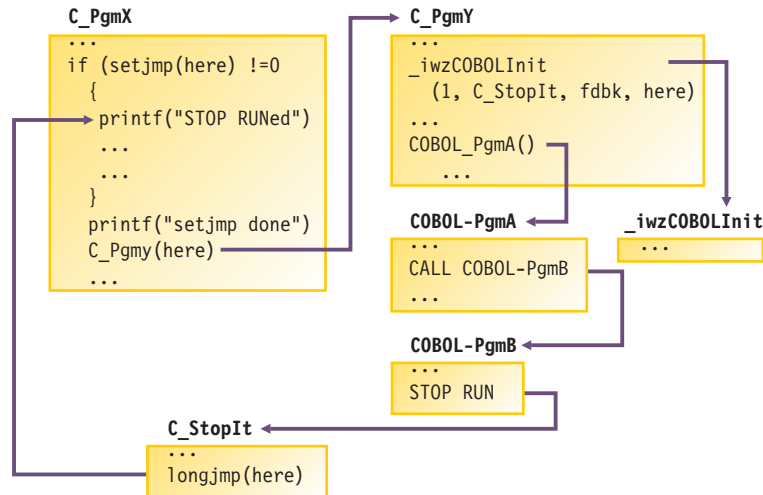 C_PgmX
...
if (setjmp(here) !=0
{
printf("STOP RUNed")
...
...
}
printf("setjmp done")
C_Pgmy(here)
...
C_PgmY
...
_iwzCOBOLInit
(1, C_StopIt, fdbk, here)
...
COBOL_PgmA()
...
_iwzCOBOLInit
...
COBOL-PgmA
...
CALL COBOL-PgmB
...
COBOL-PgmB
...
STOP RUN
C_StopIt
...
longjmp(here)